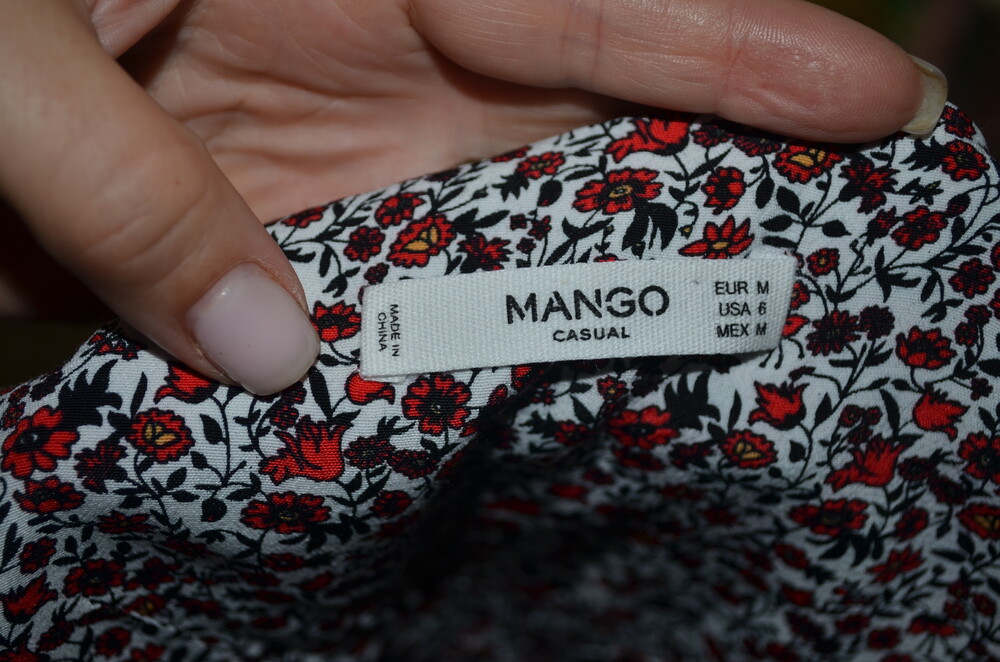 MADE IN
CHINA
MANGO
CASUAL
EUR M
USA 6
MEX M